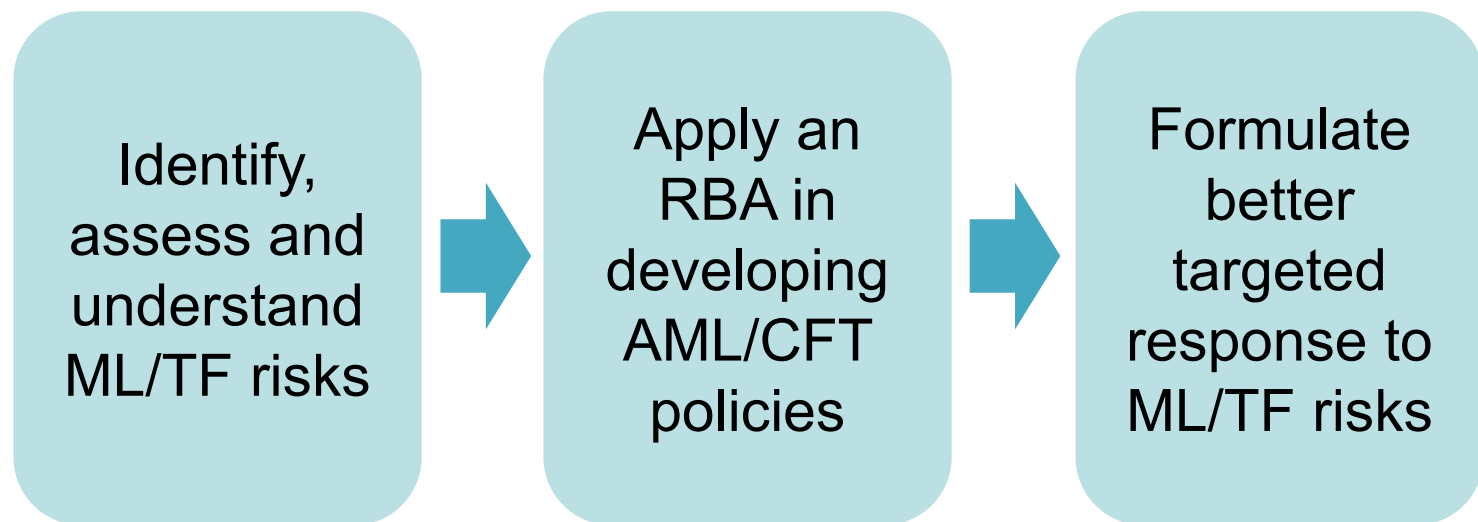 Identify,
assess and
understand
ML/TF risks
Apply an
RBA in
developing
AML/CFT
policies
Formulate
better
targeted
response to
ML/TF risks